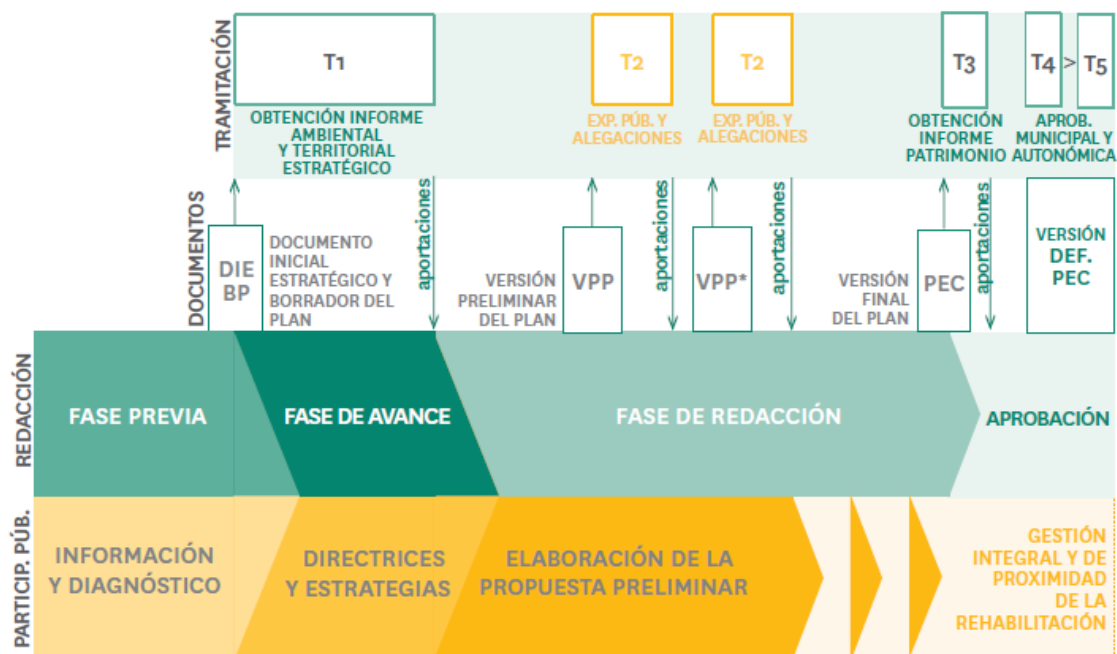 TRAMITACIÓN
T1
T2
T2
T3
T4 > T5
OBTENCIÓN INFORME
AMBIENTAL
Y TERRITORIAL
ESTRATÉGICO
EXP. PÚB. Y
ALEGACIONES
EXP. PÚB. Y
ALEGACIONES
OBTENCIÓN
INFORME
PATRIMONIO
APROB.
MUNICIPAL Y
AUTONÓMICA
DOCUMENTOS
DIE
BP
DOCUMENTO
INICIAL
ESTRATÉGICO Y
BORRADOR DEL
PLAN
aportaciones
VERSIÓN
PRELIMINAR
DEL PLAN
VPP
aportaciones
VPP*
aportaciones
VERSIÓN
FINAL
DEL PLAN
PEC
aportaciones
VERSIÓN
DEF.
PEC
REDACCIÓN
FASE PREVIA
FASE DE AVANCE
FASE DE REDACCIÓN
APROBACIÓN
PARTICIP. PÚB.
INFORMACIÓN
Y DIAGNÓSTICO
DIRECTRICES
Y ESTRATEGIAS
ELABORACIÓN DE LA
PROPUESTA PRELIMINAR
GESTIÓN
INTEGRAL Y DE
PROXIMIDAD
DE LA
REHABILITACIÓN